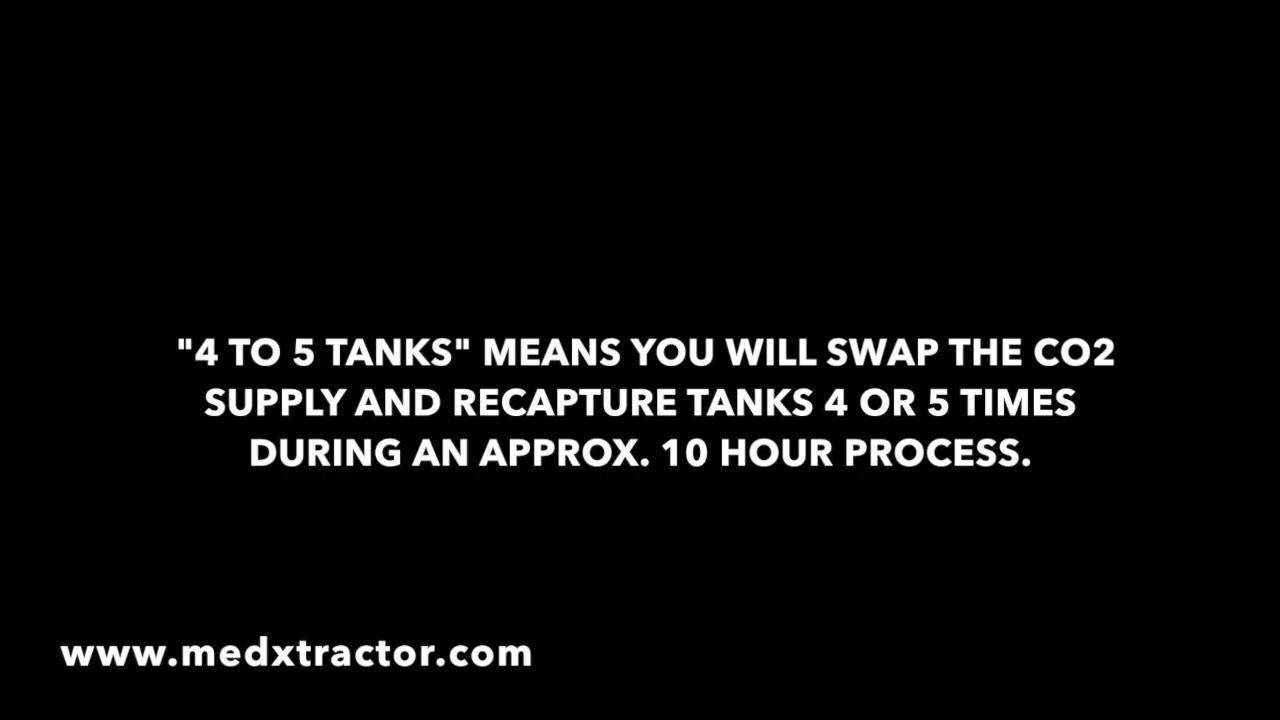 "4 TO 5 TANKS" MEANS YOU WILL SWAP THE CO2
SUPPLY AND RECAPTURE TANKS 4 OR 5 TIMES
DURING AN APPROX. 10 HOUR PROCESS.
www.medxtractor.com